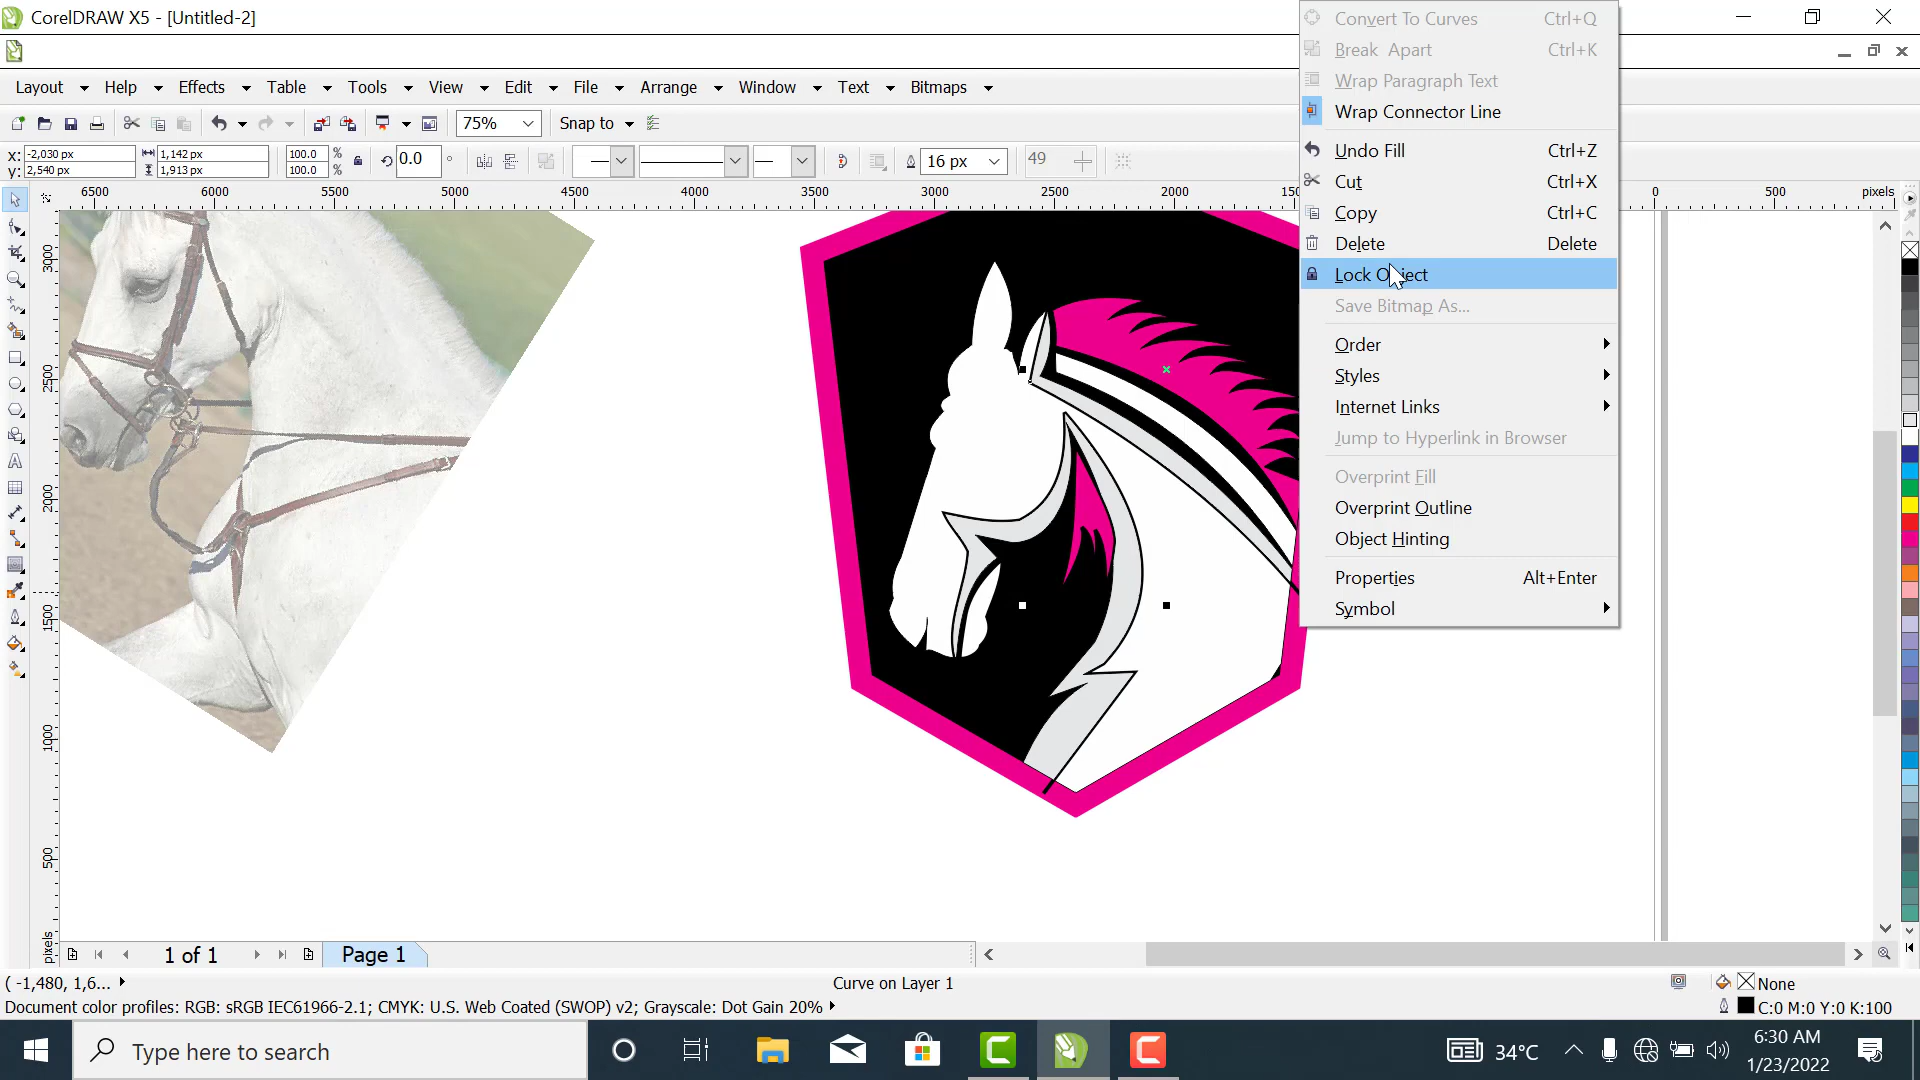 CorelDRAW X5 - [Untitled-2]
Layout Help Effects Table Tools View Edit File Arrange Window Text Bitmaps
75% Snap to
x: -2,030 px 1,142 px 100.0 % 0.0 ° 16 px 49
y: 2,540 px 1,913 px 100.0 %
6500 6000 5500 5000 4500 4000 3500 3000 2500 2000 0 500 pixels
3000
2500
2000
1500
1000
500
pixels
Convert To Curves Ctrl+Q
Break Apart Ctrl+K
Wrap Paragraph Text
Wrap Connector Line
Undo Fill Ctrl+Z
Cut Ctrl+X
Copy Ctrl+C
Delete Delete
Lock Object
Save Bitmap As...
Order
Styles
Internet Links
Jump to Hyperlink in Browser
Overprint Fill
Overprint Outline
Object Hinting
Properties Alt+Enter
Symbol
1 of 1 Page 1
( -1,480, 1,6... Curve on Layer 1 None
Document color profiles: RGB: sRGB IEC61966-2.1; CMYK: U.S. Web Coated (SWOP) v2; Grayscale: Dot Gain 20% C:0 M:0 Y:0 K:100
Type here to search 34°C 6:30 AM
1/23/2022